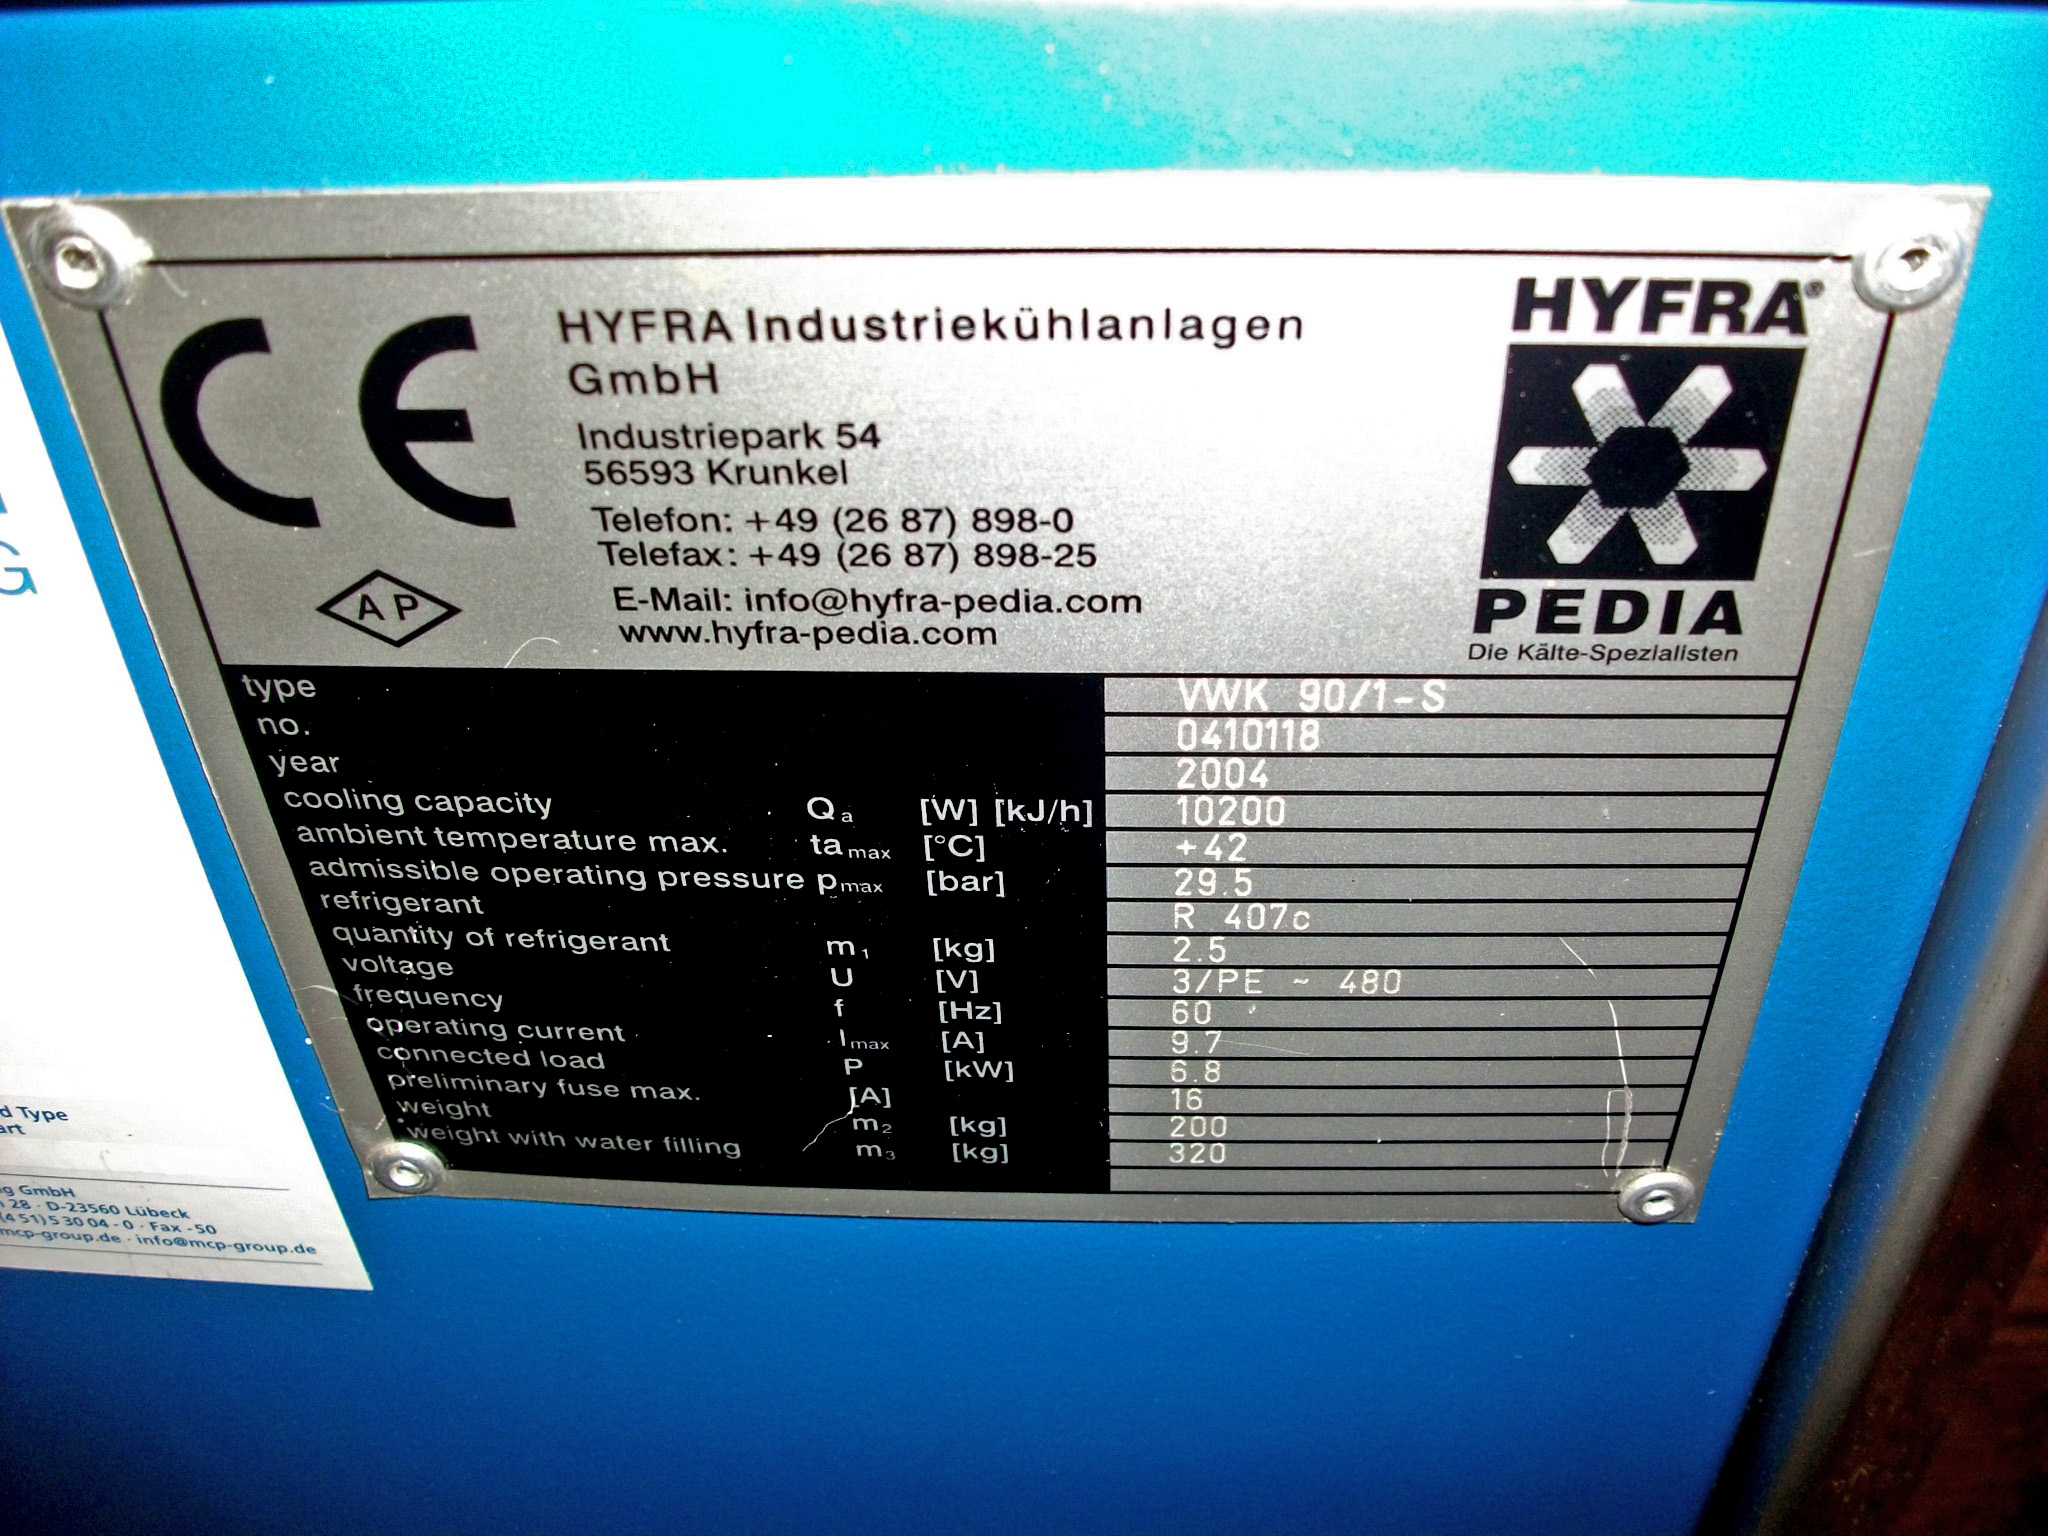 CE
HYFRA Industriekühlanlagen
GmbH
Industriepark 54
56593 Krunkel
Telefon: +49 (26 87) 898-0
Telefax: +49 (26 87) 898-25
E-Mail: info@hyfra-pedia.com
www.hyfra-pedia.com
A P
HYFRA®
PEDIA
Die Kälte-Spezialisten
type VWK 90/1-S
no. 0410118
year 2004
cooling capacity Qa [W] [kJ/h] 10200
ambient temperature max. ta max [°C] +42
admissible operating pressure pmax [bar] 29.5
refrigerant R 407c
quantity of refrigerant m1 [kg] 2.5
voltage U [V] 3/PE ~ 480
frequency f [Hz] 60
operating current Imax [A] 9.7
connected load P [kW] 6.8
preliminary fuse max. [A] 16
weight m2 [kg] 200
weight with water filling m3 [kg] 320
G
d Type
art
g GmbH
28 · D-23560 Lübeck
(451)53004-0 · Fax -50
mcp-group.de · info@mcp-group.de